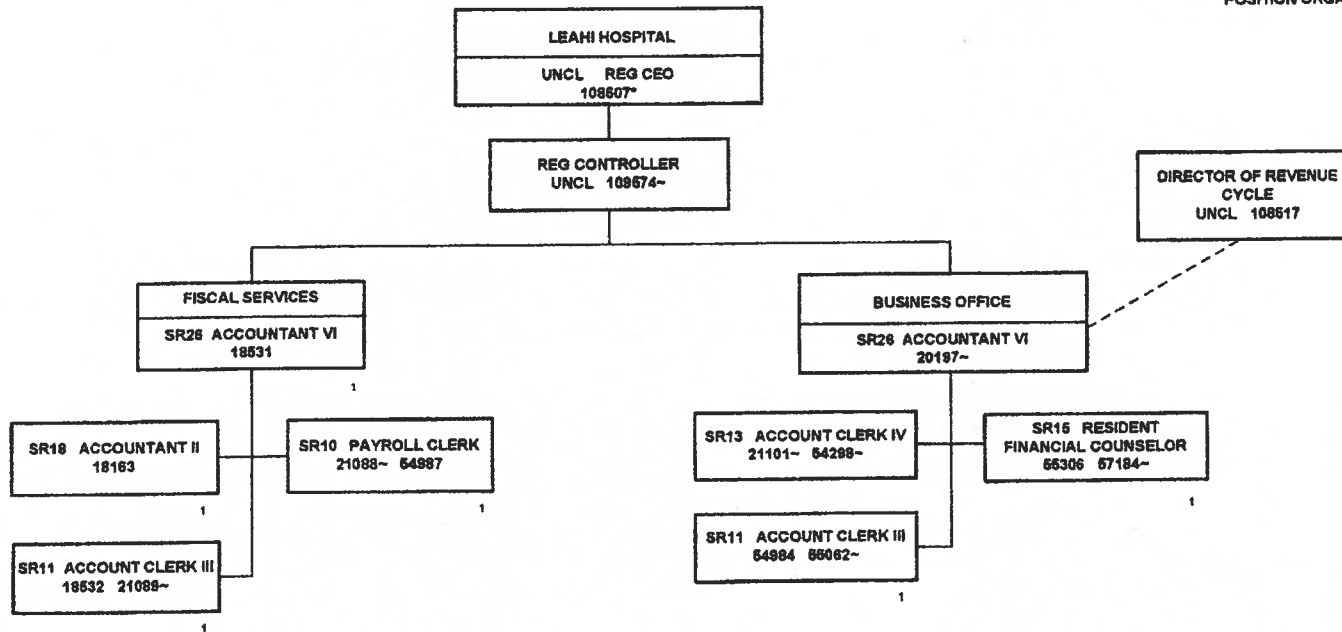 POSITION ORGA
LEAHI HOSPITAL
UNCL REG CEO
108507*
REG CONTROLLER
UNCL 109574~
DIRECTOR OF REVENUE
CYCLE
UNCL 108517
FISCAL SERVICES
SR26 ACCOUNTANT VI
18531
1
BUSINESS OFFICE
SR26 ACCOUNTANT VI
20197~
SR18 ACCOUNTANT II
18163
1
SR10 PAYROLL CLERK
21088~ 54987
1
SR13 ACCOUNT CLERK IV
21101~ 54298~
SR15 RESIDENT
FINANCIAL COUNSELOR
55306 57184~
1
SR11 ACCOUNT CLERK III
18532 21089~
1
SR11 ACCOUNT CLERK III
54984 55062~
1